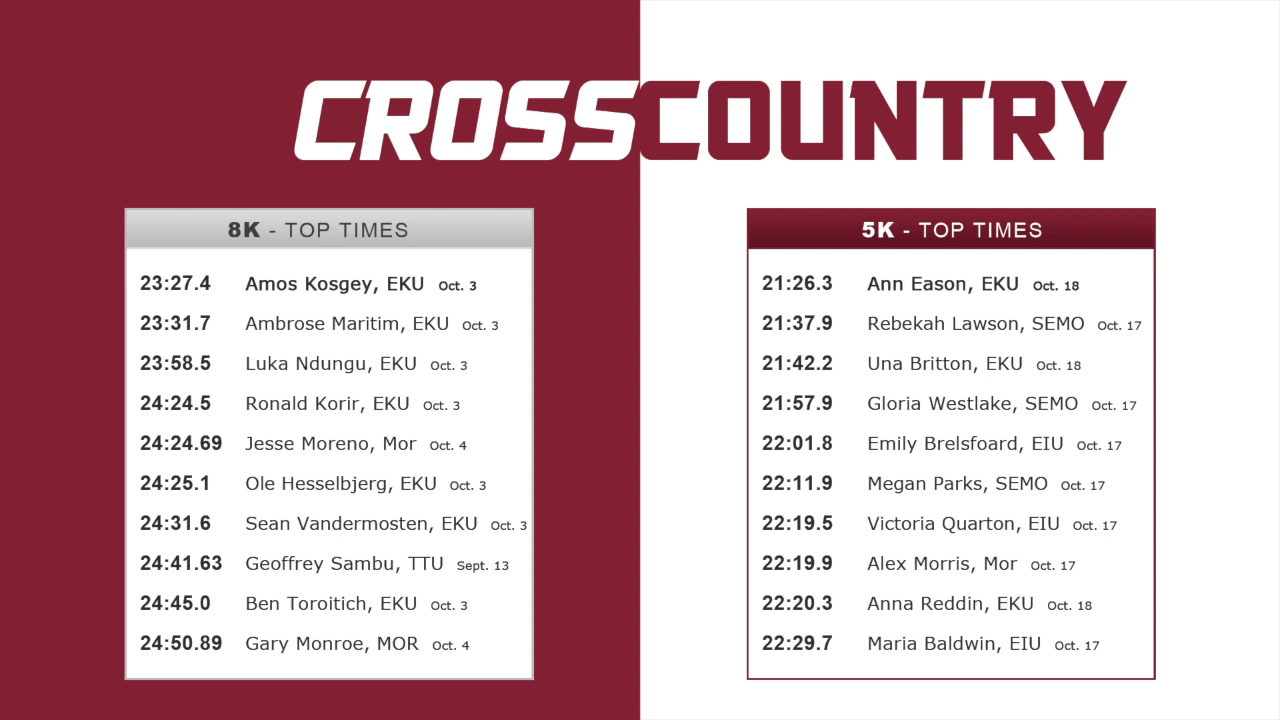 CROSSCOUNTRY
8K - TOP TIMES
23:27.4 Amos Kosgey, EKU Oct. 3
23:31.7 Ambrose Maritim, EKU Oct. 3
23:58.5 Luka Ndungu, EKU Oct. 3
24:24.5 Ronald Korir, EKU Oct. 3
24:24.69 Jesse Moreno, Mor Oct. 4
24:25.1 Ole Hesselbjerg, EKU Oct. 3
24:31.6 Sean Vandermosten, EKU Oct. 3
24:41.63 Geoffrey Sambu, TTU Sept. 13
24:45.0 Ben Toroitich, EKU Oct. 3
24:50.89 Gary Monroe, MOR Oct. 4
5K - TOP TIMES
21:26.3 Ann Eason, EKU Oct. 18
21:37.9 Rebekah Lawson, SEMO Oct. 17
21:42.2 Una Britton, EKU Oct. 18
21:57.9 Gloria Westlake, SEMO Oct. 17
22:01.8 Emily Brelsfoard, EIU Oct. 17
22:11.9 Megan Parks, SEMO Oct. 17
22:19.5 Victoria Quarton, EIU Oct. 17
22:19.9 Alex Morris, Mor Oct. 17
22:20.3 Anna Reddin, EKU Oct. 18
22:29.7 Maria Baldwin, EIU Oct. 17